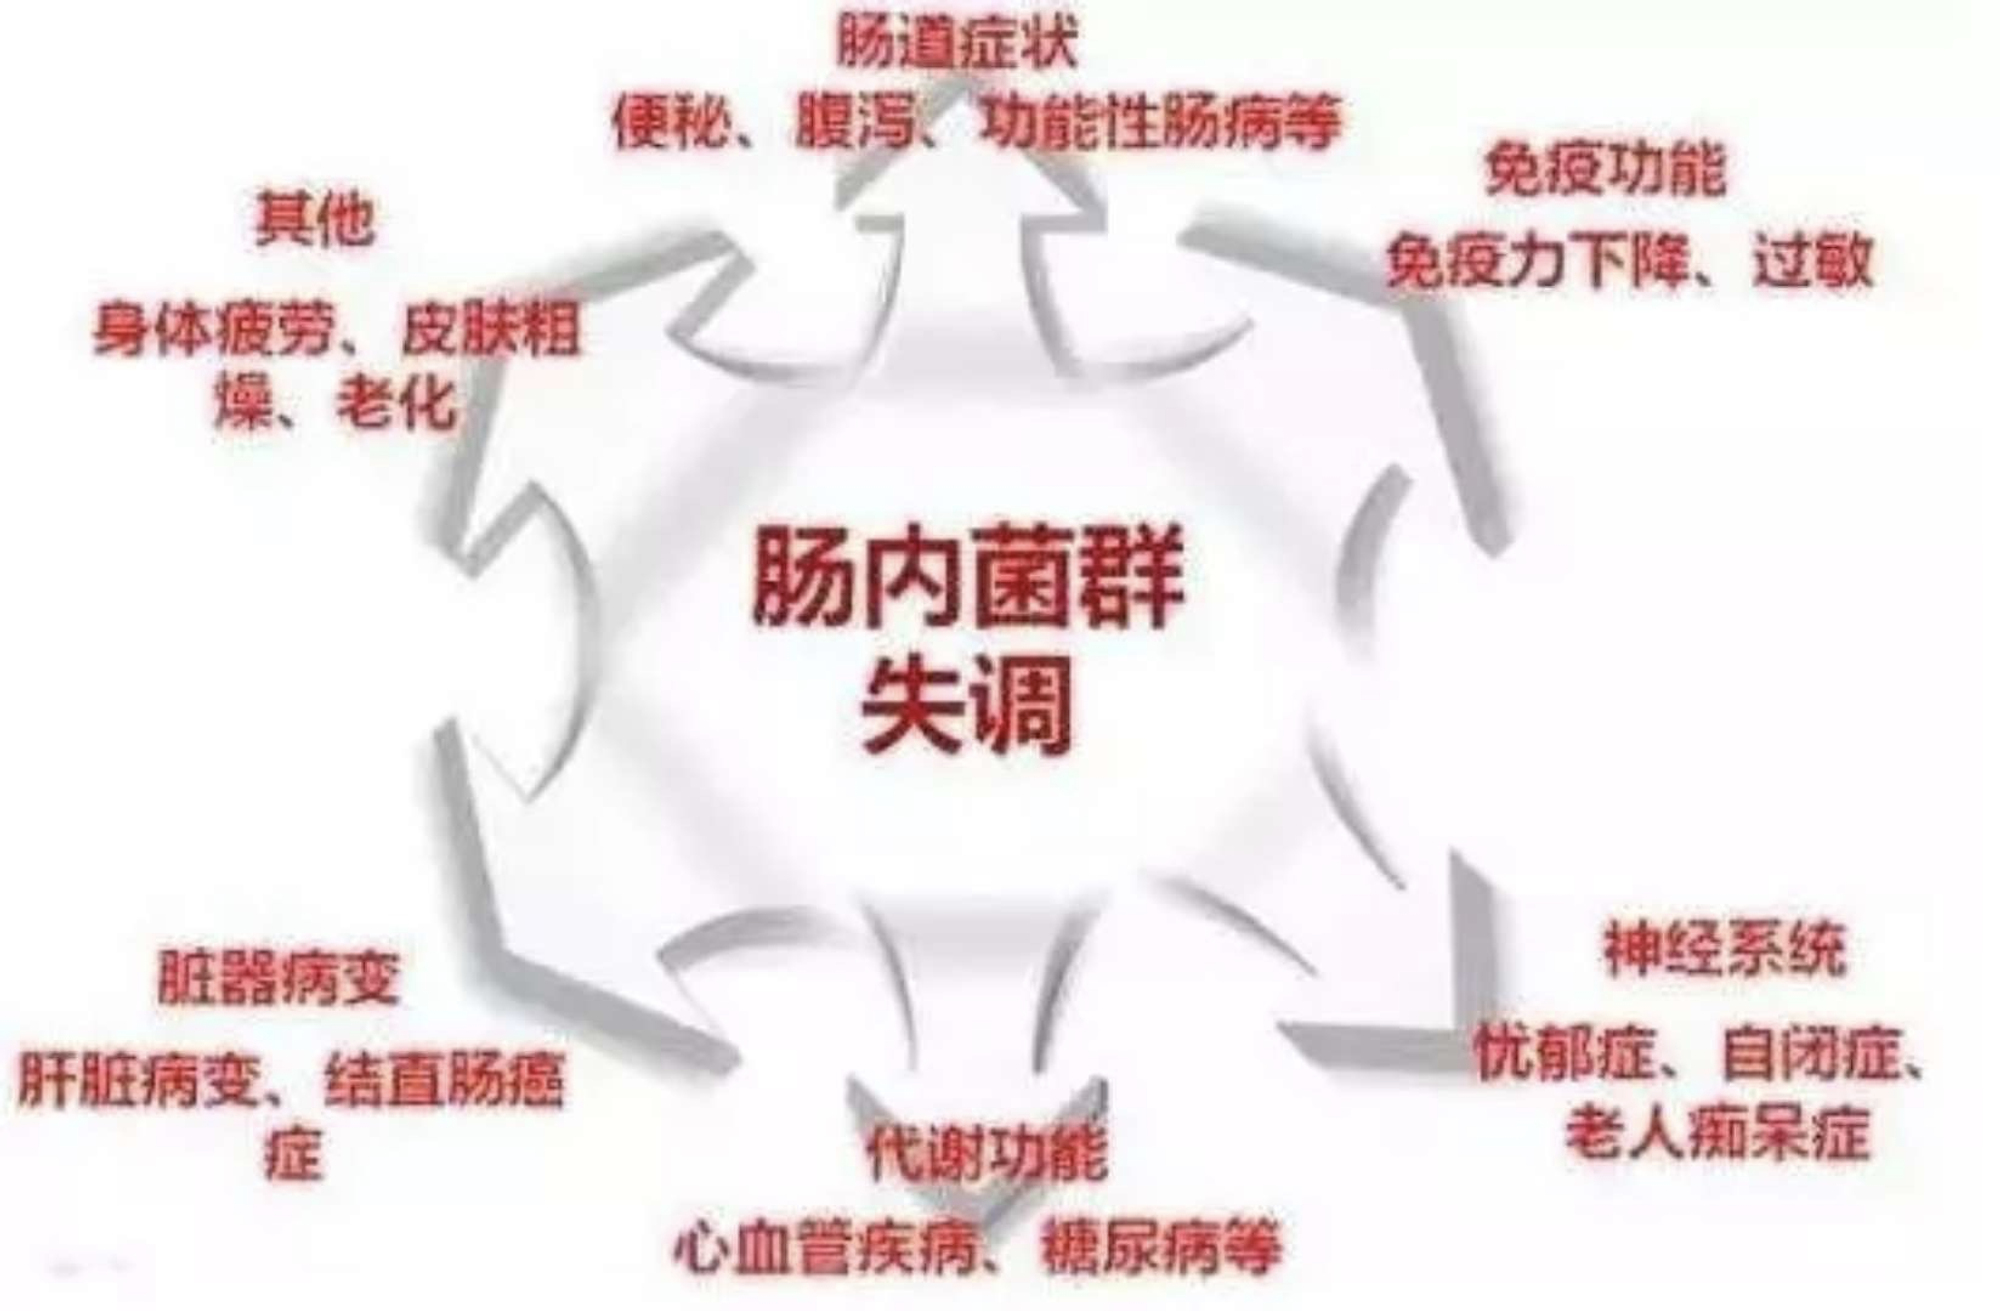 肠道症状
便秘、腹泻、功能性肠病等
免疫功能
免疫力下降、过敏
其他
身体疲劳、皮肤粗
燥、老化
肠内菌群
失调
脏器病变
肝脏病变、结直肠癌
症
神经系统
忧郁症、自闭症、
老人痴呆症
代谢功能
心血管疾病、糖尿病等